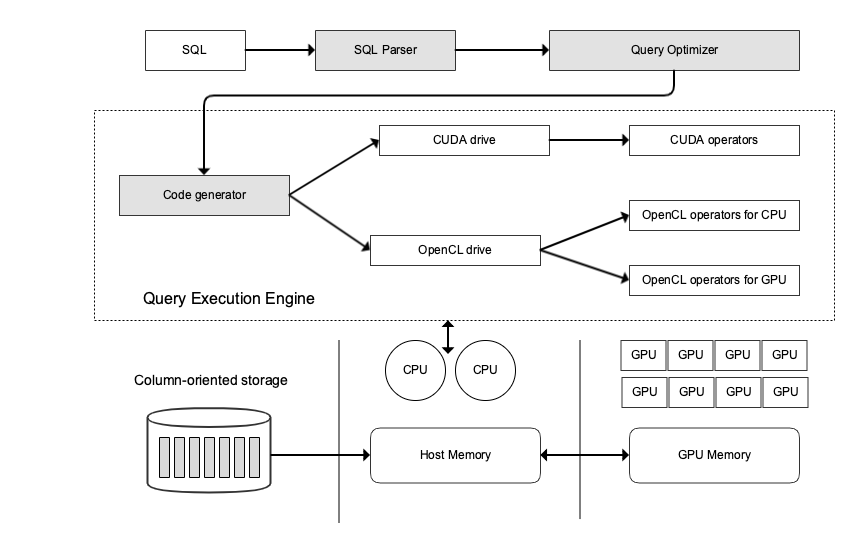 SQL
SQL Parser
Query Optimizer
CUDA drive
CUDA operators
Code generator
OpenCL operators for CPU
OpenCL drive
OpenCL operators for GPU
Query Execution Engine
Column-oriented storage
CPU
CPU
GPU
GPU
GPU
GPU
GPU
GPU
GPU
GPU
Host Memory
GPU Memory